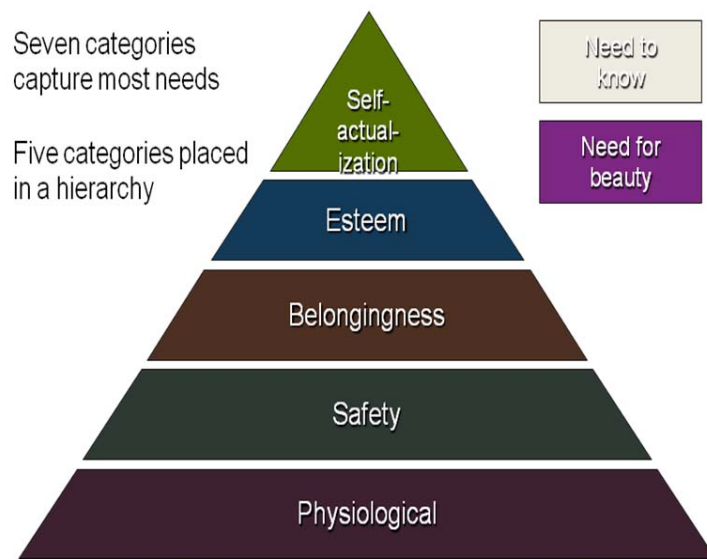 Seven categories
capture most needs
Five categories placed
in a hierarchy
Need to
know
Need for
beauty
Self-
actual-
ization
Esteem
Belongingness
Safety
Physiological